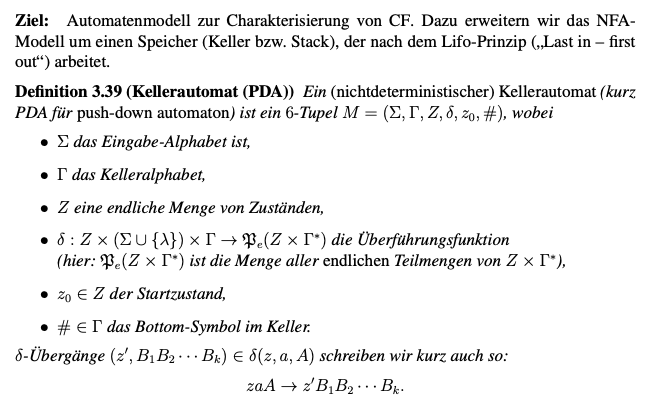 Ziel: Automatenmodell zur Charakterisierung von CF. Dazu erweitern wir das NFA-
Modell um einen Speicher (Keller bzw. Stack), der nach dem Lifo-Prinzip („Last in – first
out“) arbeitet.
Definition 3.39 (Kellerautomat (PDA)) Ein (nichtdeterministischer) Kellerautomat (kurz
PDA für push-down automaton) ist ein 6-Tupel M = (Σ, Γ, Z, δ, z₀, #), wobei
• Σ das Eingabe-Alphabet ist,
• Γ das Kelleralphabet,
• Z eine endliche Menge von Zuständen,
• δ : Z × (Σ ∪ {λ}) × Γ → 𝔓ₑ(Z × Γ*) die Überführungsfunktion
(hier: 𝔓ₑ(Z × Γ*) ist die Menge aller endlichen Teilmengen von Z × Γ*),
• z₀ ∈ Z der Startzustand,
• # ∈ Γ das Bottom-Symbol im Keller.
δ-Übergänge (z′, B₁B₂ ⋯ Bₖ) ∈ δ(z, a, A) schreiben wir kurz auch so:
zaA → z′B₁B₂ ⋯ Bₖ.